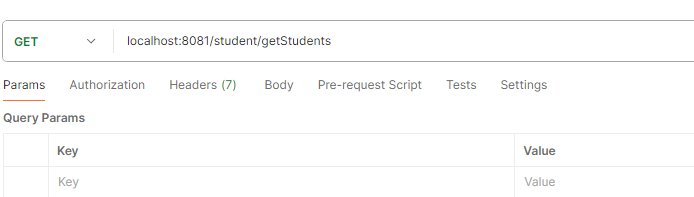 GET localhost:8081/student/getStudents
Params Authorization Headers (7) Body Pre-request Script Tests Settings
Query Params
Key Value
Key Value